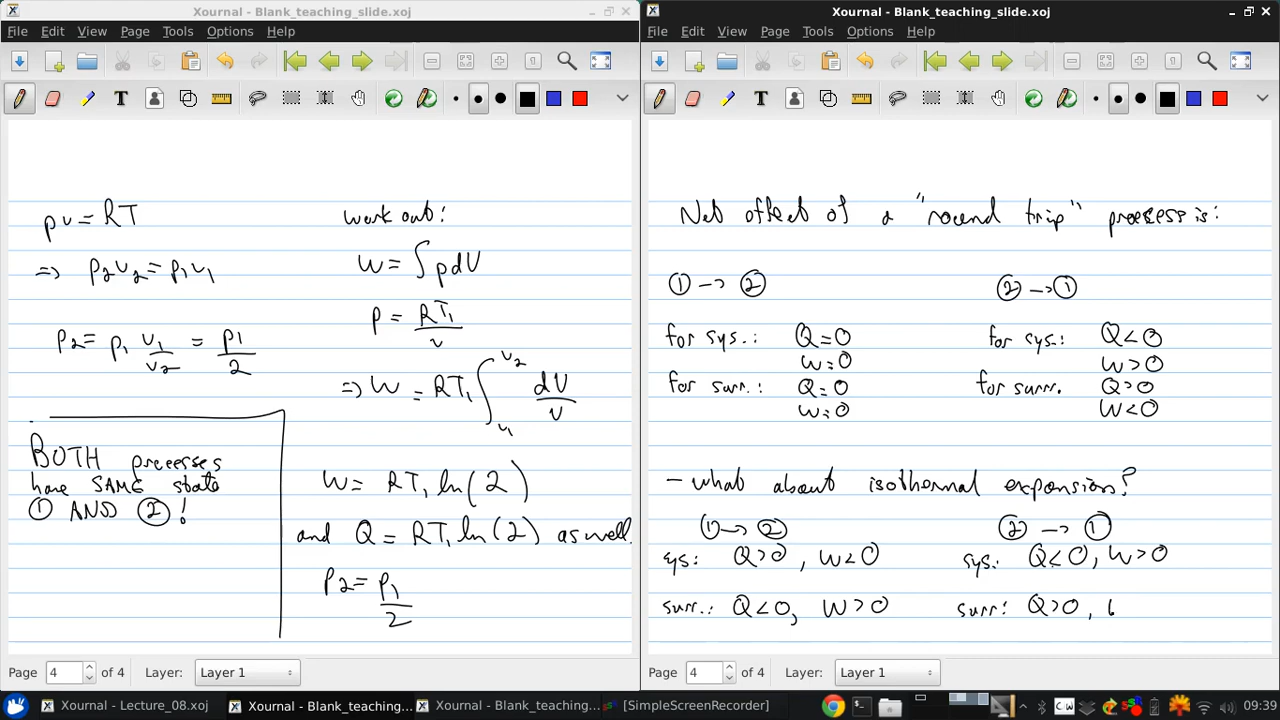 Xournal - Blank_teaching_slide.xoj
File Edit View Page Tools Options Help
pv = RT
=> p2v2 = p1v1
p2 = p1 v1/v2 = p1/2
BOTH processes
have SAME state
① AND ② !
work out:
W = ∫ p dV
p = RT1/v
=> W = RT1 ∫v1 v2 dV/v
W = RT1 ln(2)
and Q = RT1 ln(2) as well.
P2 = p1/2
Page 4 of 4 Layer: Layer 1
Xournal - Blank_teaching_slide.xoj
File Edit View Page Tools Options Help
Net effect of a "round trip" process is:
① -> ② ② -> ①
for sys.: Q=0 for sys.: Q<0
W=0 W>0
for surr.: Q=0 for surr. Q>0
W=0 W<0
- what about isothermal expansion?
① -> ② ② -> ①
sys: Q>0, W<0 sys.: Q<0, W>0
surr.: Q<0, W>0 surr: Q>0,
Page 4 of 4 Layer: Layer 1
Xournal - Lecture_08.xoj Xournal - Blank_teaching... Xournal - Blank_teaching... [SimpleScreenRecorder] 09:39